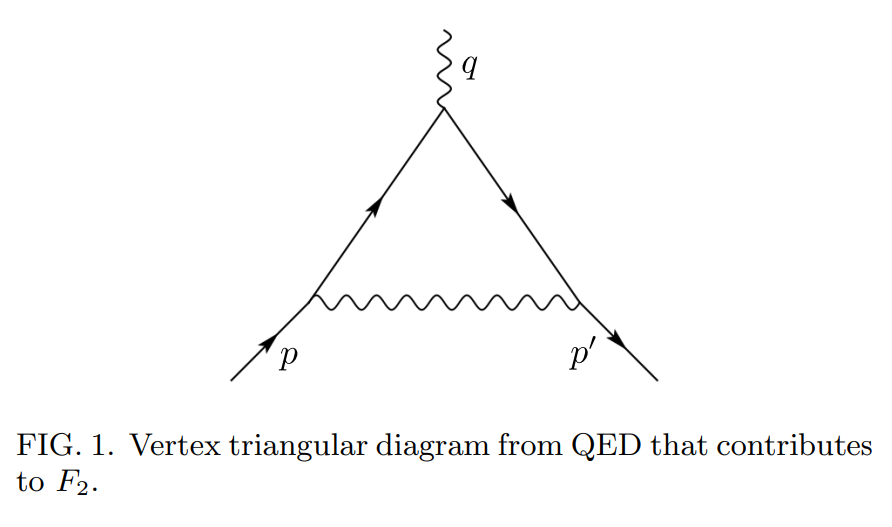 q
p
p′
FIG. 1. Vertex triangular diagram from QED that contributes
to F₂.